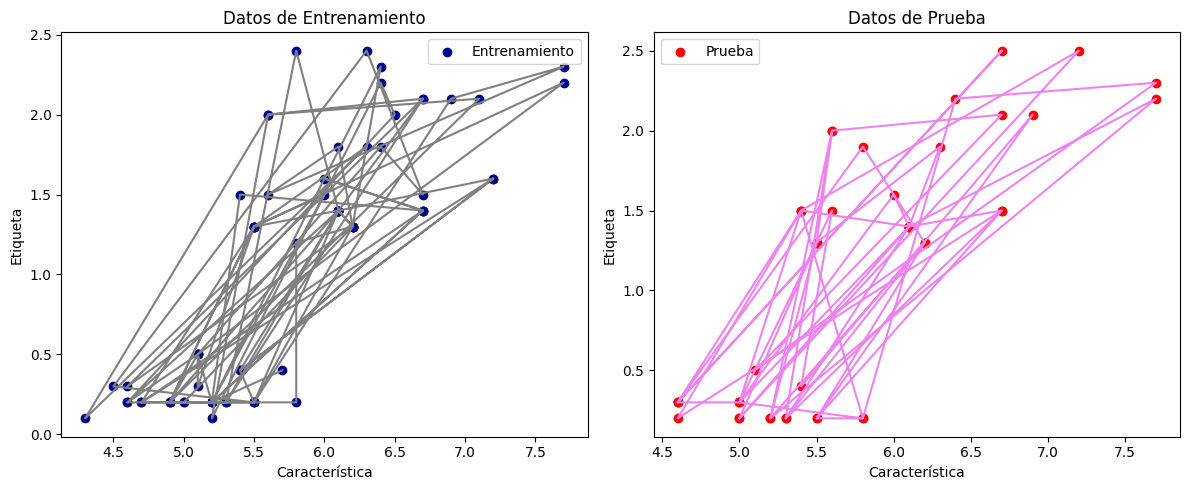 Datos de Entrenamiento
Entrenamiento
Etiqueta
2.5
2.0
1.5
1.0
0.5
0.0
4.5 5.0 5.5 6.0 6.5 7.0 7.5
Característica
Datos de Prueba
Prueba
Etiqueta
2.5
2.0
1.5
1.0
0.5
4.5 5.0 5.5 6.0 6.5 7.0 7.5
Característica